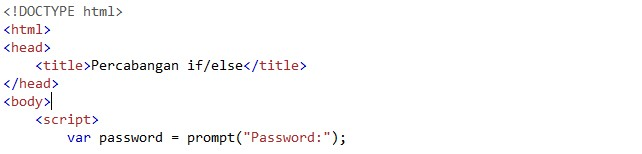 <!DOCTYPE html>
<html>
<head>
    <title>Percabangan if/else</title>
</head>
<body>
    <script>
        var password = prompt("Password:");